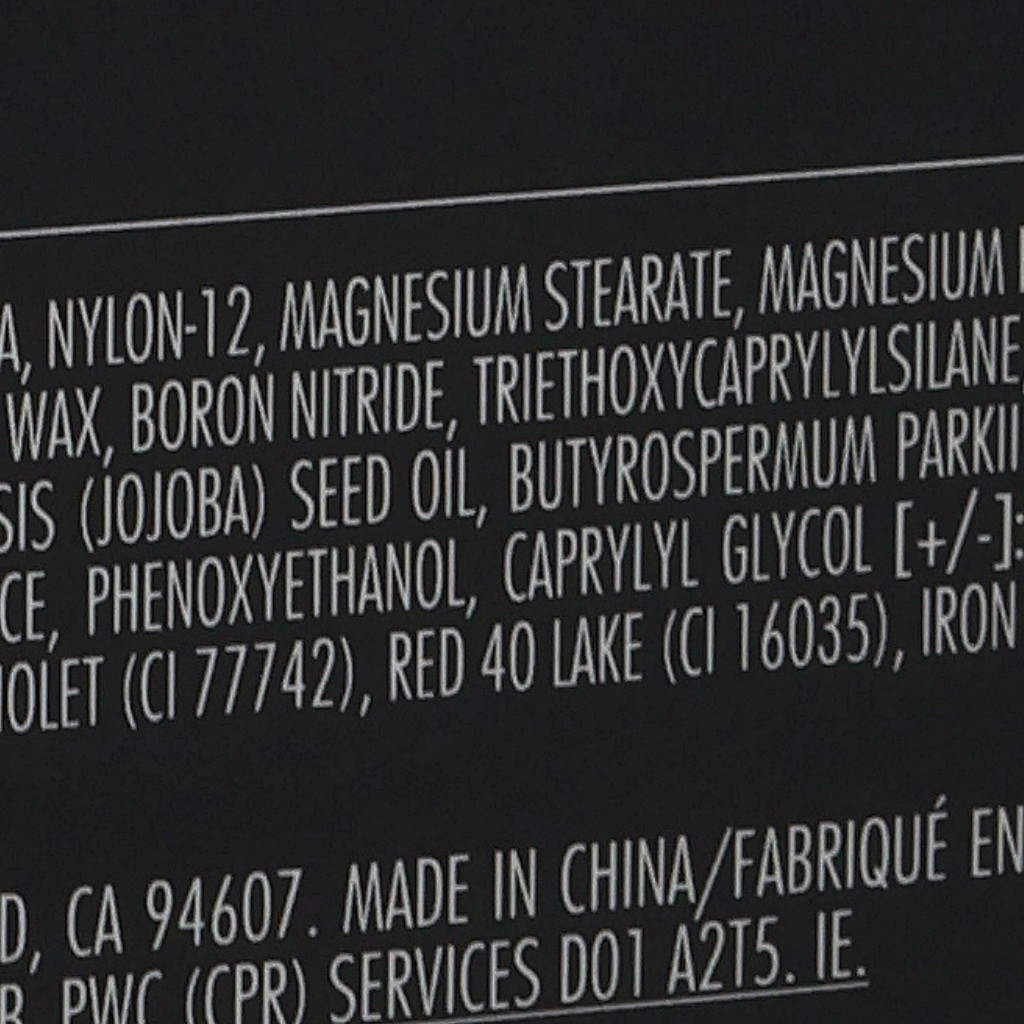 A, NYLON-12, MAGNESIUM STEARATE, MAGNESIUM
WAX, BORON NITRIDE, TRIETHOXYCAPRYLYLSILANE
SIS (JOJOBA) SEED OIL, BUTYROSPERMUM PARKII
CE, PHENOXYETHANOL, CAPRYLYL GLYCOL [+/-]:
IOLET (CI 77742), RED 40 LAKE (CI 16035), IRON
D, CA 94607. MADE IN CHINA/FABRIQUÉ EN
R, PWC (CPR) SERVICES D01 A2T5. IE.